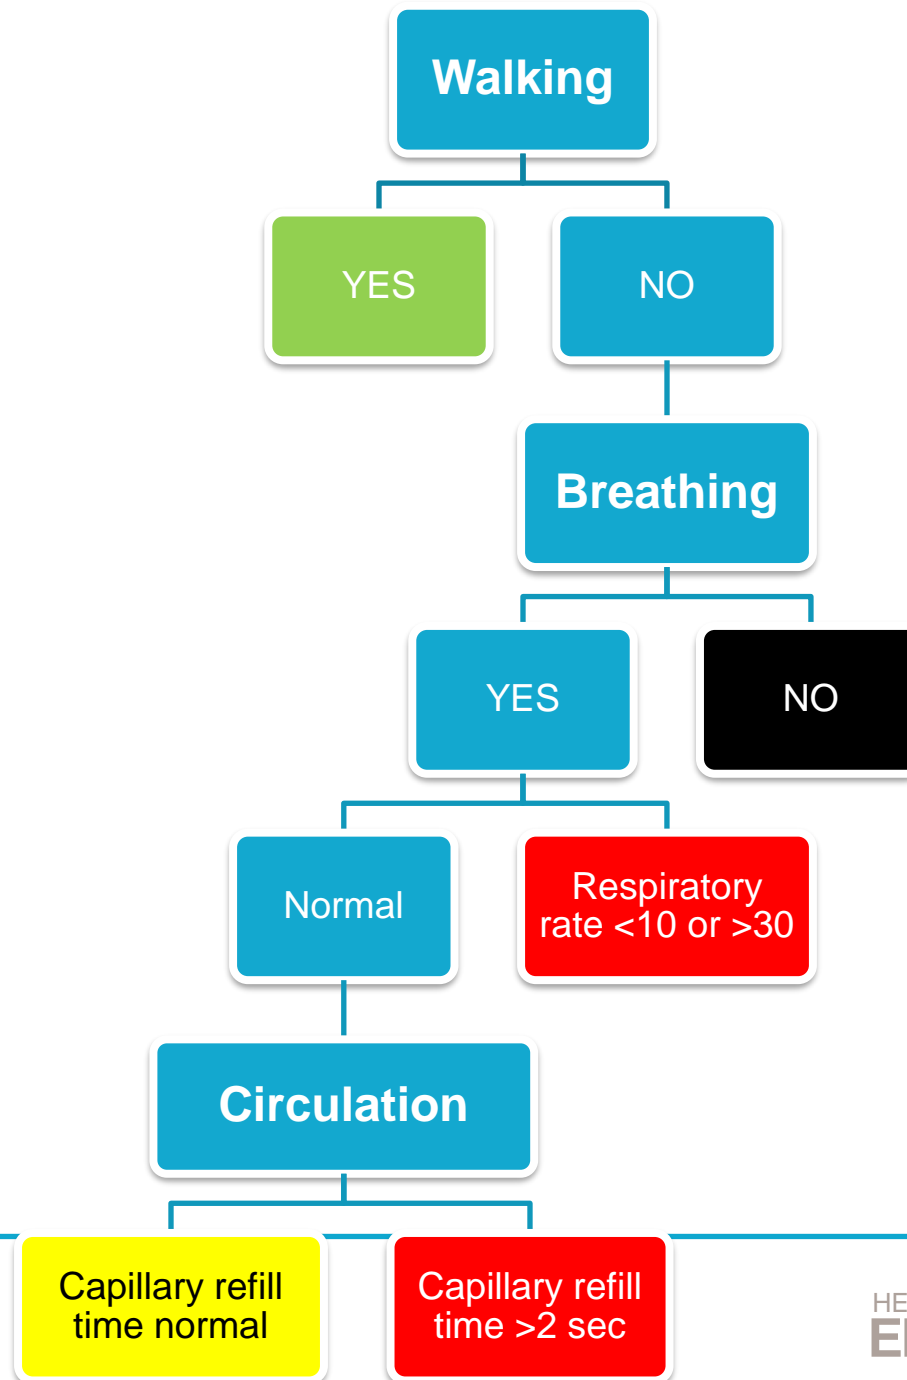 Walking
YES
NO
Breathing
YES
NO
Normal
Respiratory
rate <10 or >30
Circulation
Capillary refill
time normal
Capillary refill
time >2 sec
HE